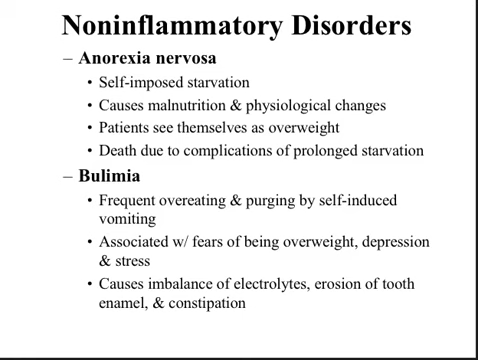 Noninflammatory Disorders
– Anorexia nervosa
• Self-imposed starvation
• Causes malnutrition & physiological changes
• Patients see themselves as overweight
• Death due to complications of prolonged starvation
– Bulimia
• Frequent overeating & purging by self-induced
vomiting
• Associated w/ fears of being overweight, depression
& stress
• Causes imbalance of electrolytes, erosion of tooth
enamel, & constipation